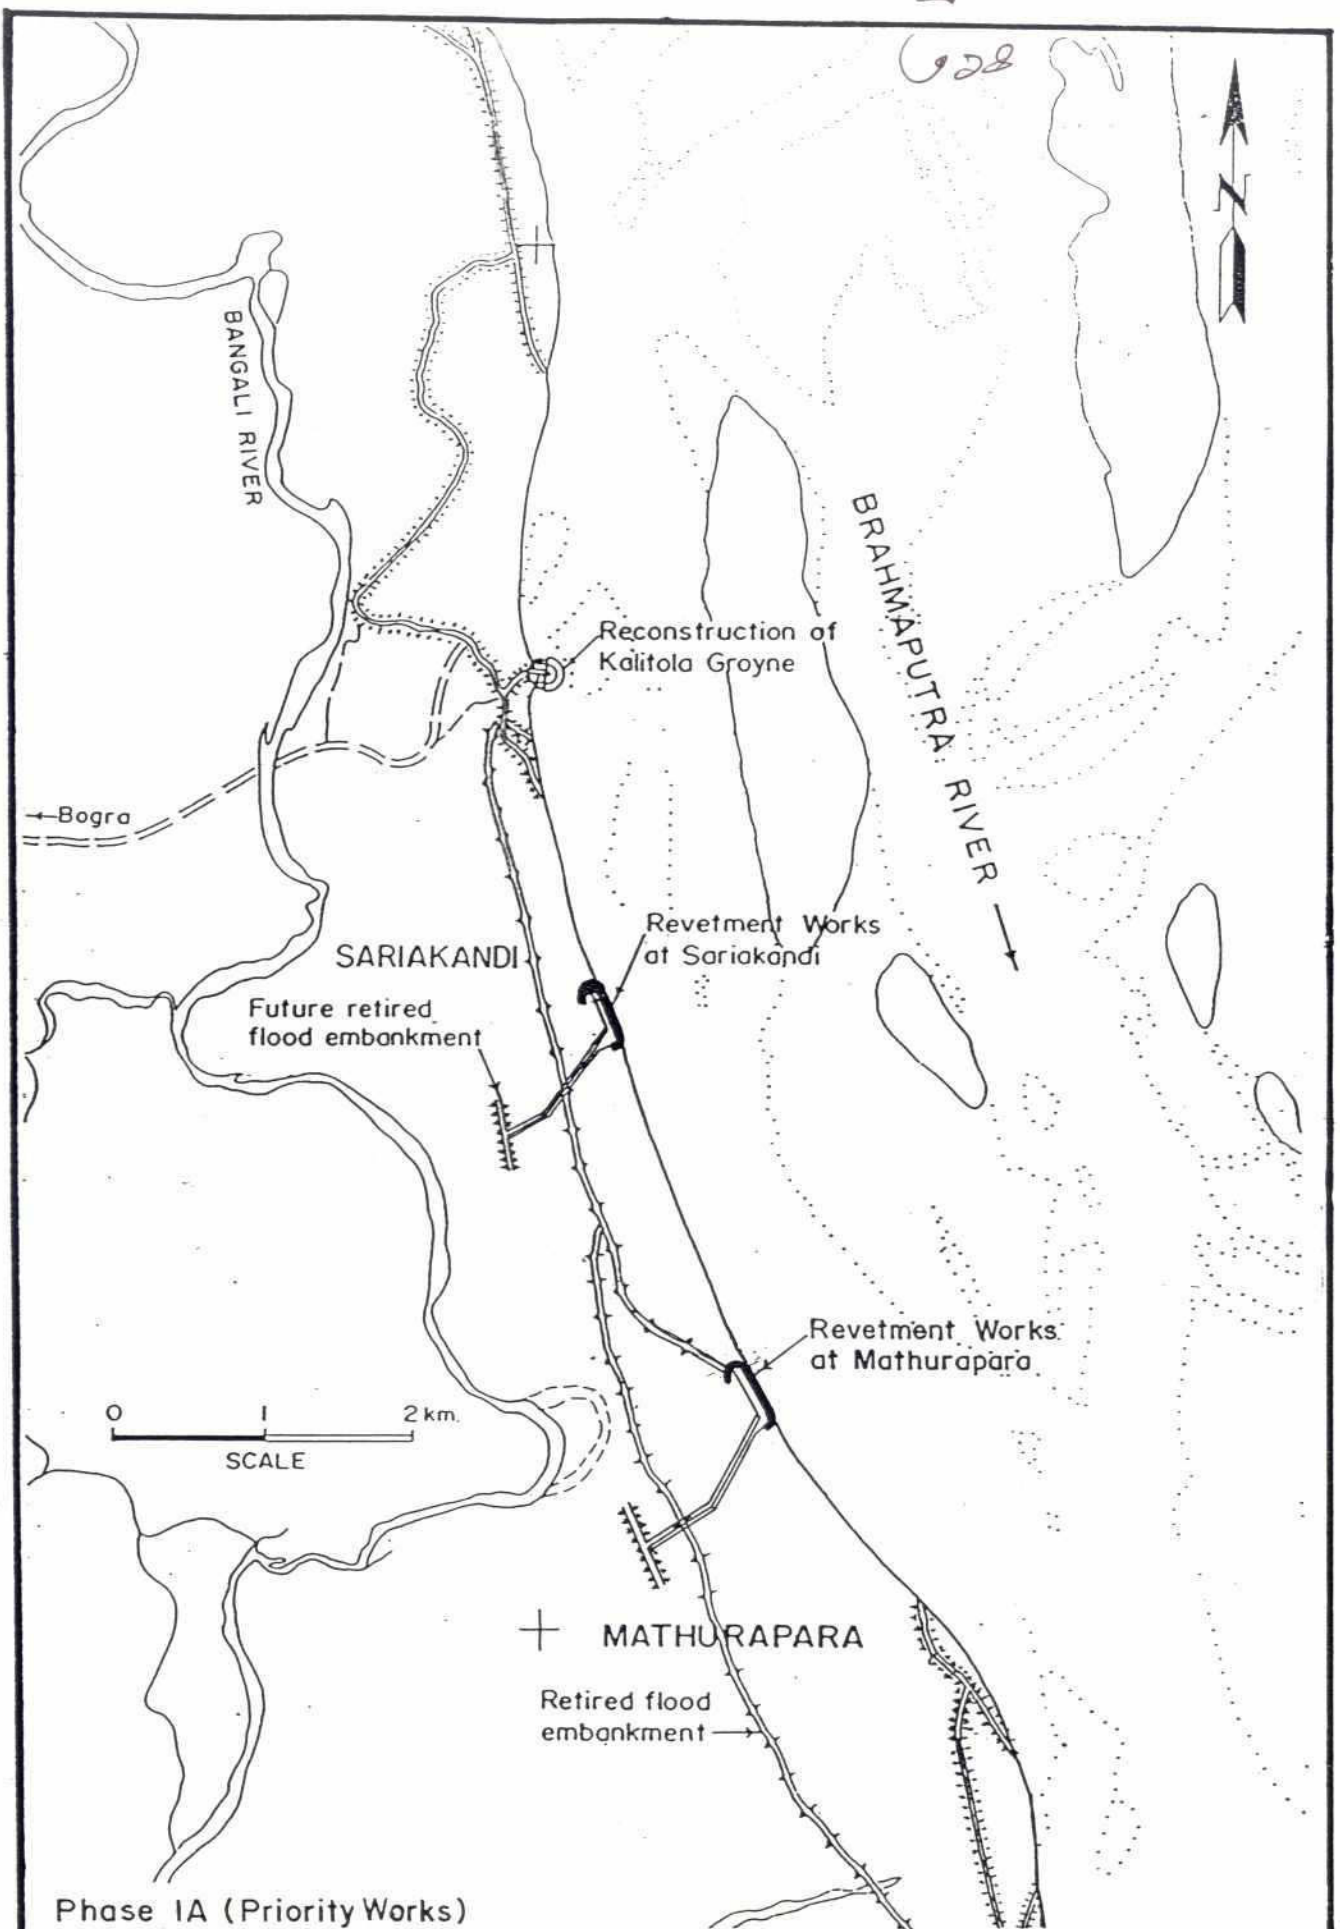 N
BANGALI RIVER
BRAHMAPUTRA RIVER
Reconstruction of
Kalitola Groyne
Bogra
Revetment Works
at Sariakandi
SARIAKANDI
Future retired
flood embankment
Revetment Works
at Mathurapara
0 1 2 km.
SCALE
MATHURAPARA
Retired flood
embankment
Phase 1A (Priority Works)